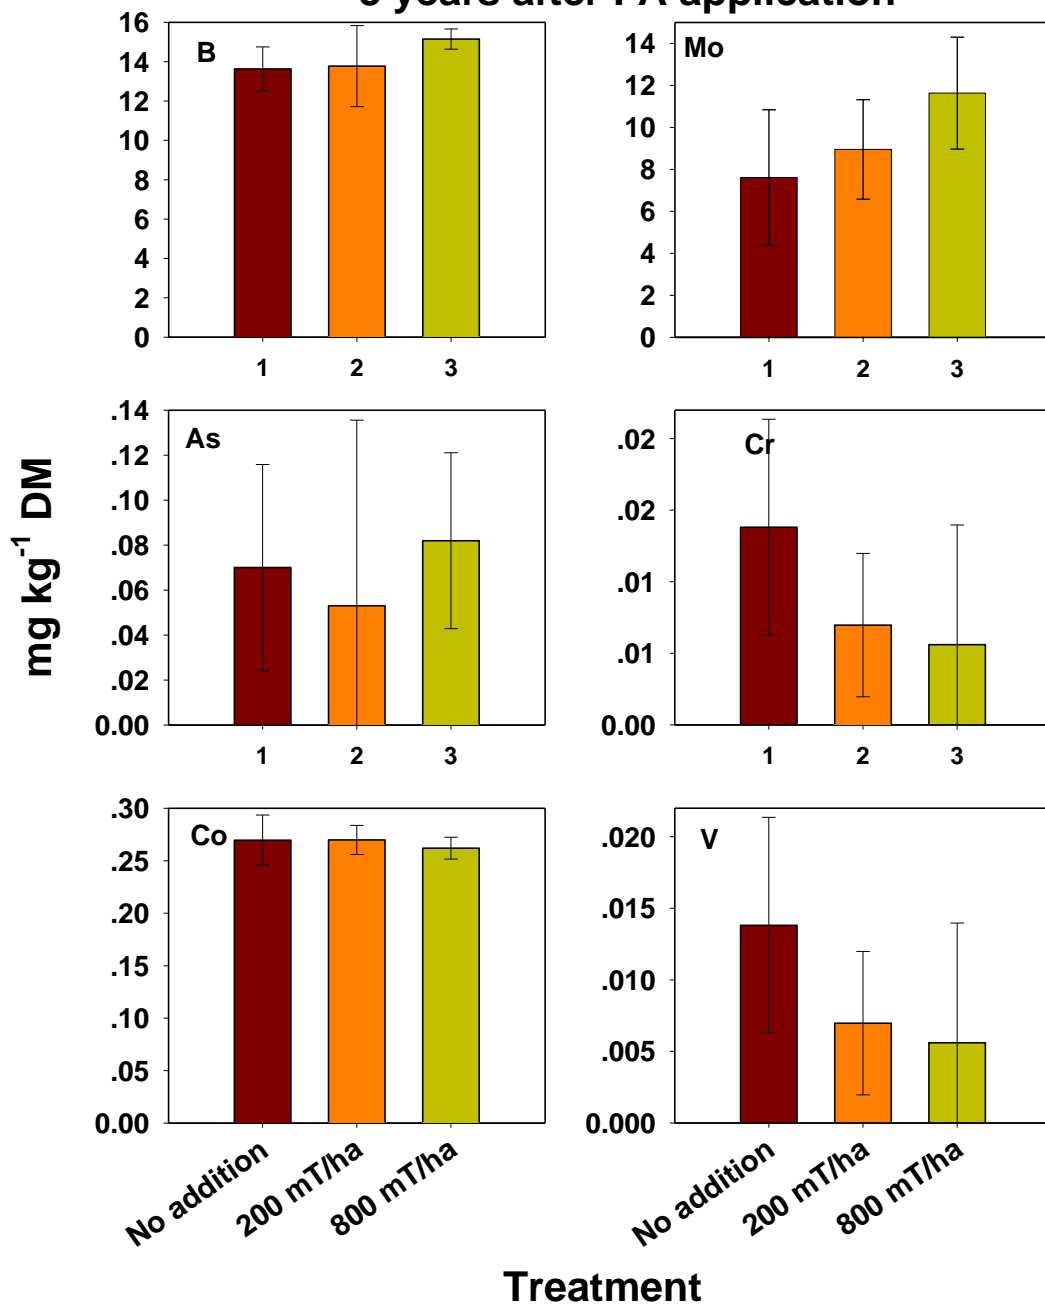 years after FA application
B
16
14
12
10
8
6
4
2
0
1 2 3
Mo
14
12
10
8
6
4
2
0
1 2 3
As
.14
.12
.10
.08
.06
.04
.02
0.00
1 2 3
Cr
.02
.02
.01
.01
0.00
1 2 3
Co
.30
.25
.20
.15
.10
.05
0.00
No addition
200 mT/ha
800 mT/ha
V
.020
.015
.010
.005
0.000
No addition
200 mT/ha
800 mT/ha
mg kg⁻¹ DM
Treatment